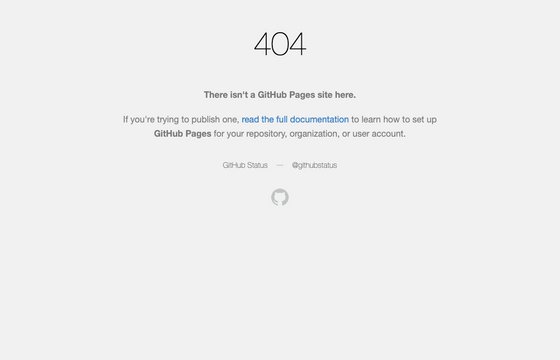 404
There isn't a GitHub Pages site here.
If you're trying to publish one, read the full documentation to learn how to set up
GitHub Pages for your repository, organization, or user account.
GitHub Status — @githubstatus